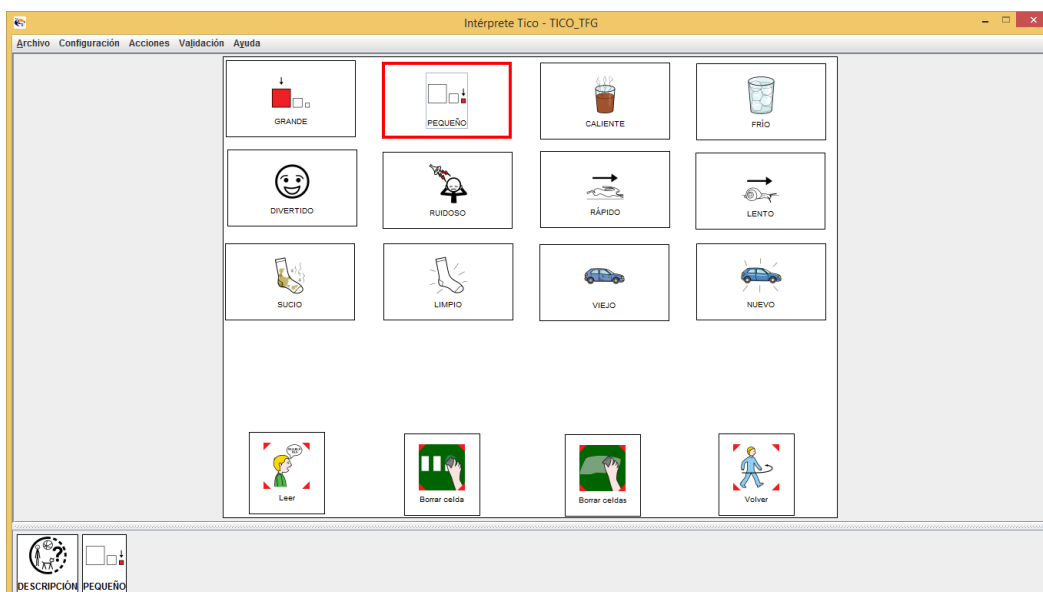 Intérprete Tico - TICO_TFG
Archivo Configuración Acciones Validación Ayuda
GRANDE PEQUEÑO CALIENTE FRÍO
DIVERTIDO RUIDOSO RÁPIDO LENTO
SUCIO LIMPIO VIEJO NUEVO
Leer Borrar celda Borrar celdas Volver
DESCRIPCIÓN PEQUEÑO